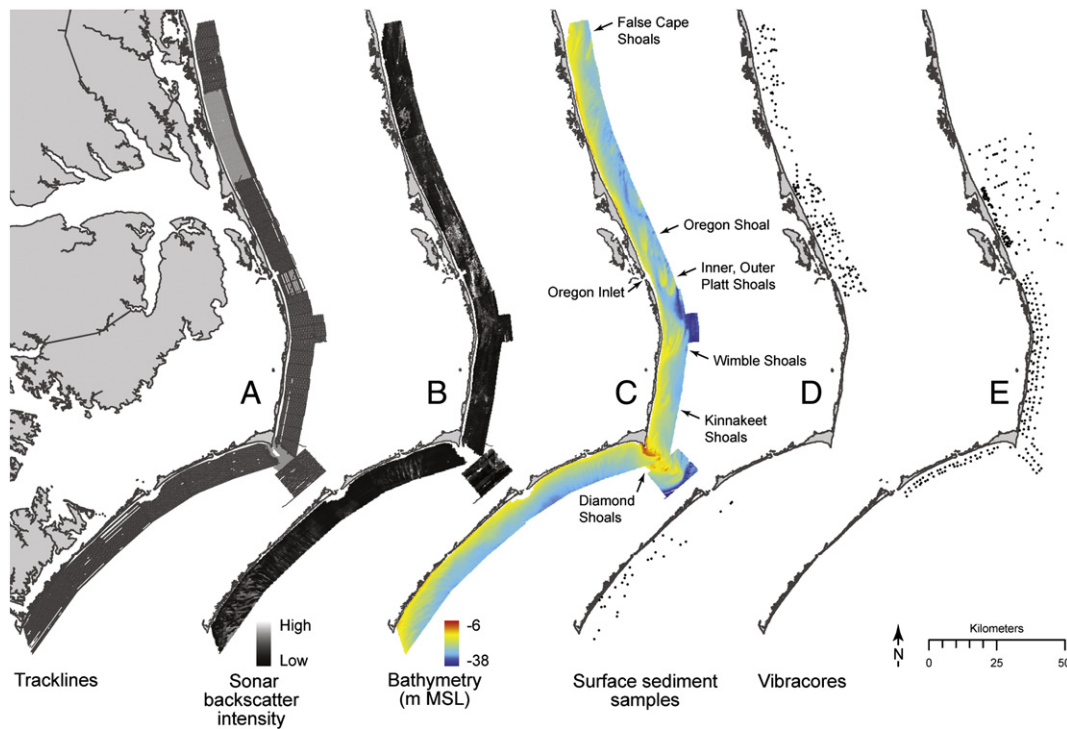 False Cape
Shoals
Oregon Shoal
Inner, Outer
Platt Shoals
Oregon Inlet
Wimble Shoals
A
B
C
D
E
Kinnakeet
Shoals
Diamond
Shoals
High
Low
-6
-38
Kilometers
N
0 25 50
Tracklines
Sonar
backscatter
intensity
Bathymetry
(m MSL)
Surface sediment
samples
Vibracores